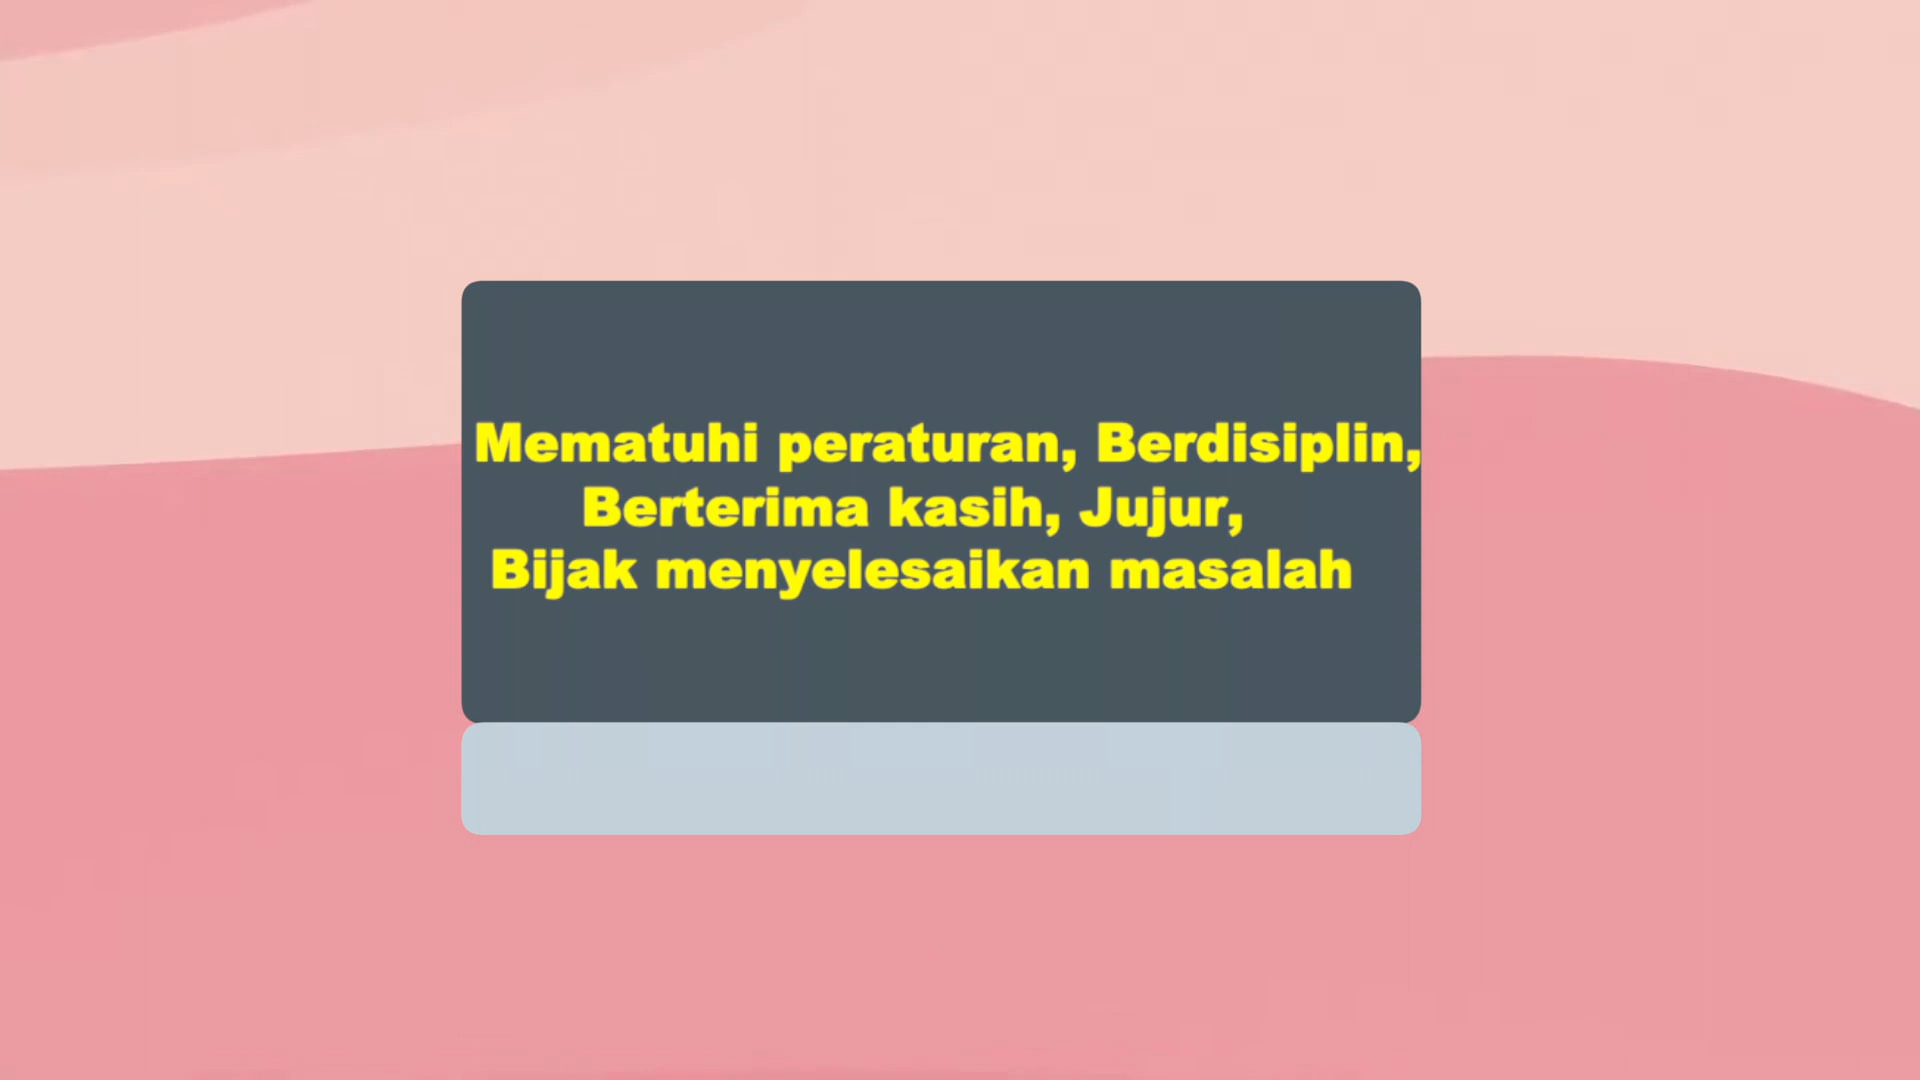 Mematuhi peraturan, Berdisiplin,
Berterima kasih, Jujur,
Bijak menyelesaikan masalah